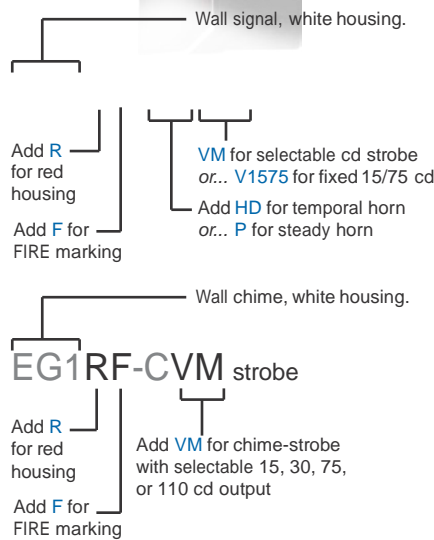 Wall signal, white housing.
Add R
for red
housing
Add F for
FIRE marking
VM for selectable cd strobe
or... V1575 for fixed 15/75 cd
Add HD for temporal horn
or... P for steady horn
Wall chime, white housing.
EG1RF-CVM strobe
Add R
for red
housing
Add F for
FIRE marking
Add VM for chime-strobe
with selectable 15, 30, 75,
or 110 cd output